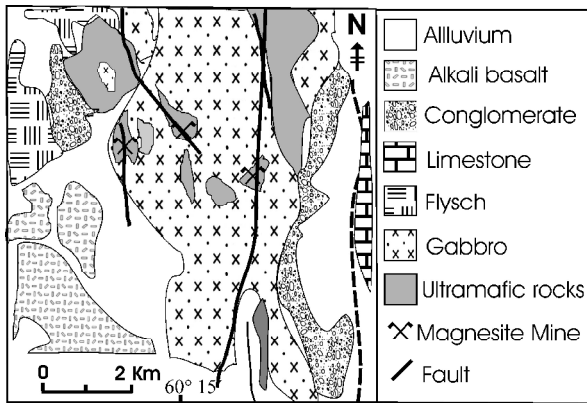 N
Allluvium
Alkali basalt
Conglomerate
Limestone
Flysch
Gabbro
Ultramafic rocks
Magnesite Mine
Fault
0 2 Km
60° 15